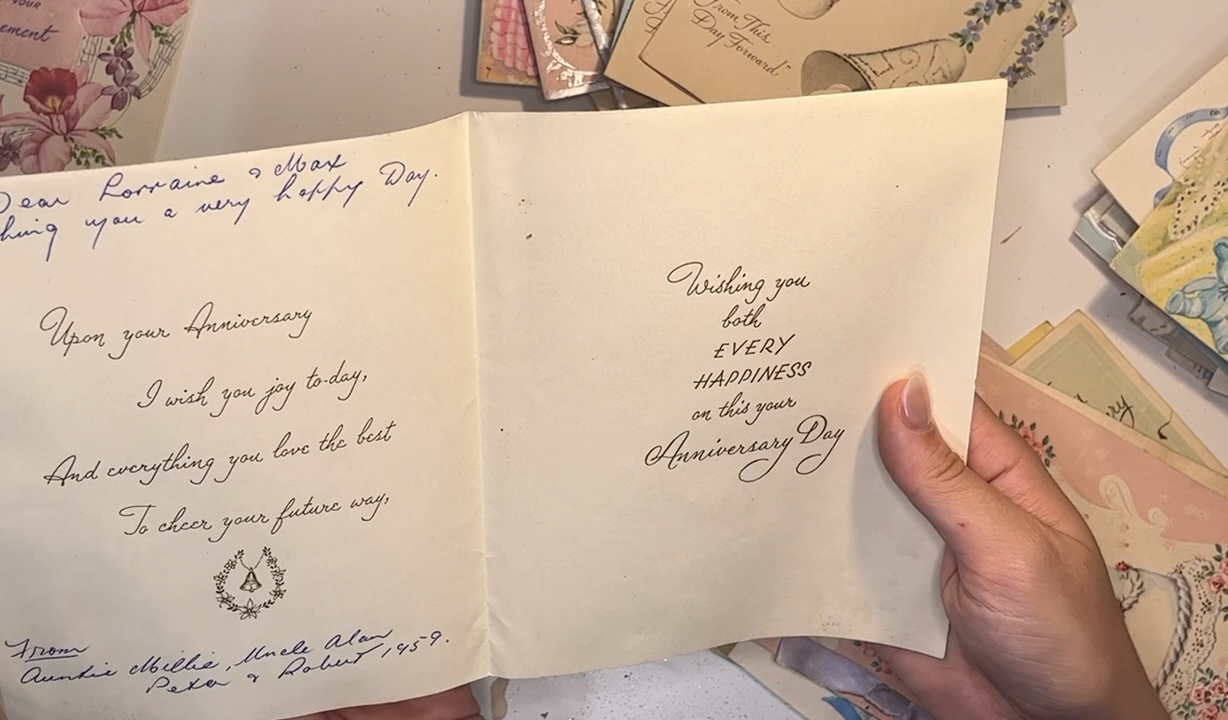 YOUR
ement
"From This
Day Forward"
Dear Lorraine & Max
hing you a very happy Day.
Upon your Anniversary
I wish you joy to-day,
And everything you love the best
To cheer your future way,
From
Auntie Millie, Uncle Alan
Peter & Robert, 1959.
Wishing you
both
EVERY
HAPPINESS
on this your
Anniversary Day